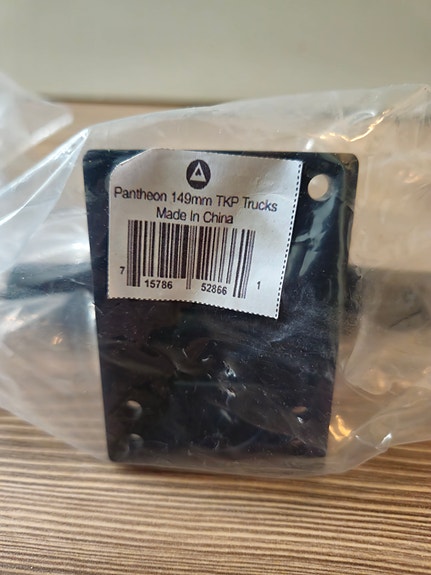 Pantheon 149mm TKP Trucks
Made In China
7 15786 52866 1